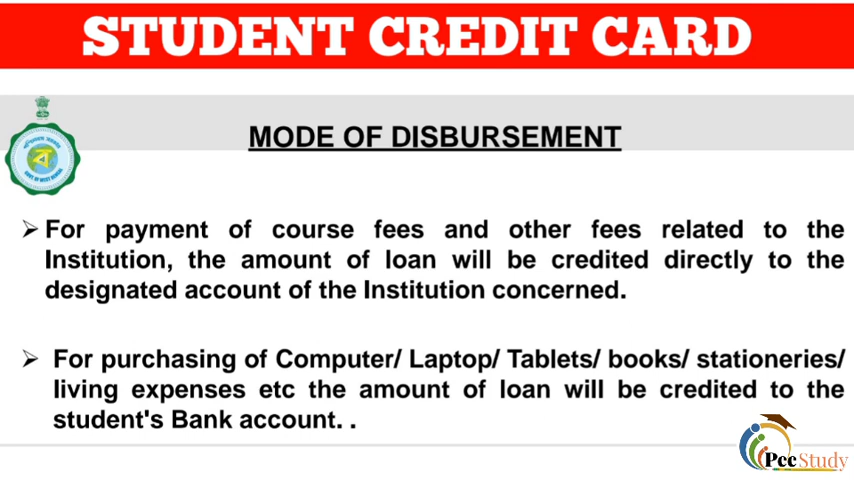 STUDENT CREDIT CARD
MODE OF DISBURSEMENT
➢ For payment of course fees and other fees related to the
Institution, the amount of loan will be credited directly to the
designated account of the Institution concerned.
➢ For purchasing of Computer/ Laptop/ Tablets/ books/ stationeries/
living expenses etc the amount of loan will be credited to the
student's Bank account. .
PccStudy